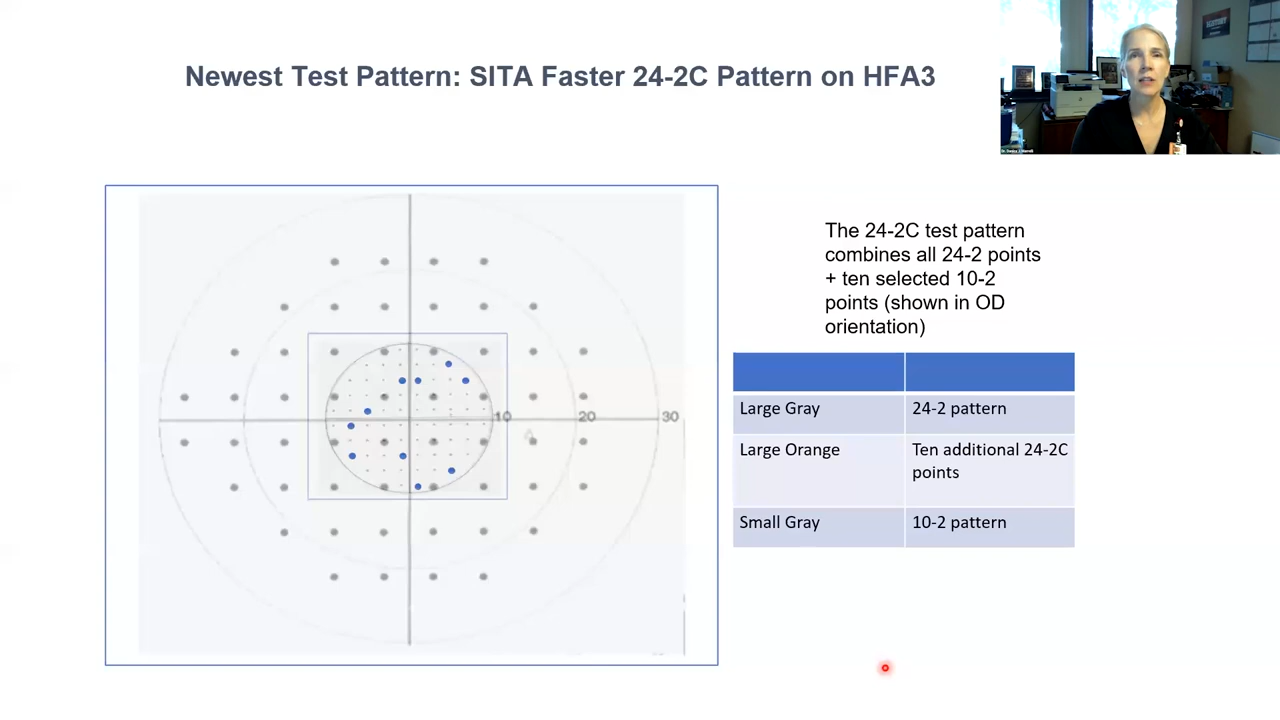 Newest Test Pattern: SITA Faster 24-2C Pattern on HFA3
The 24-2C test pattern
combines all 24-2 points
+ ten selected 10-2
points (shown in OD
orientation)
10
20
30
Large Gray
24-2 pattern
Large Orange
Ten additional 24-2C
points
Small Gray
10-2 pattern